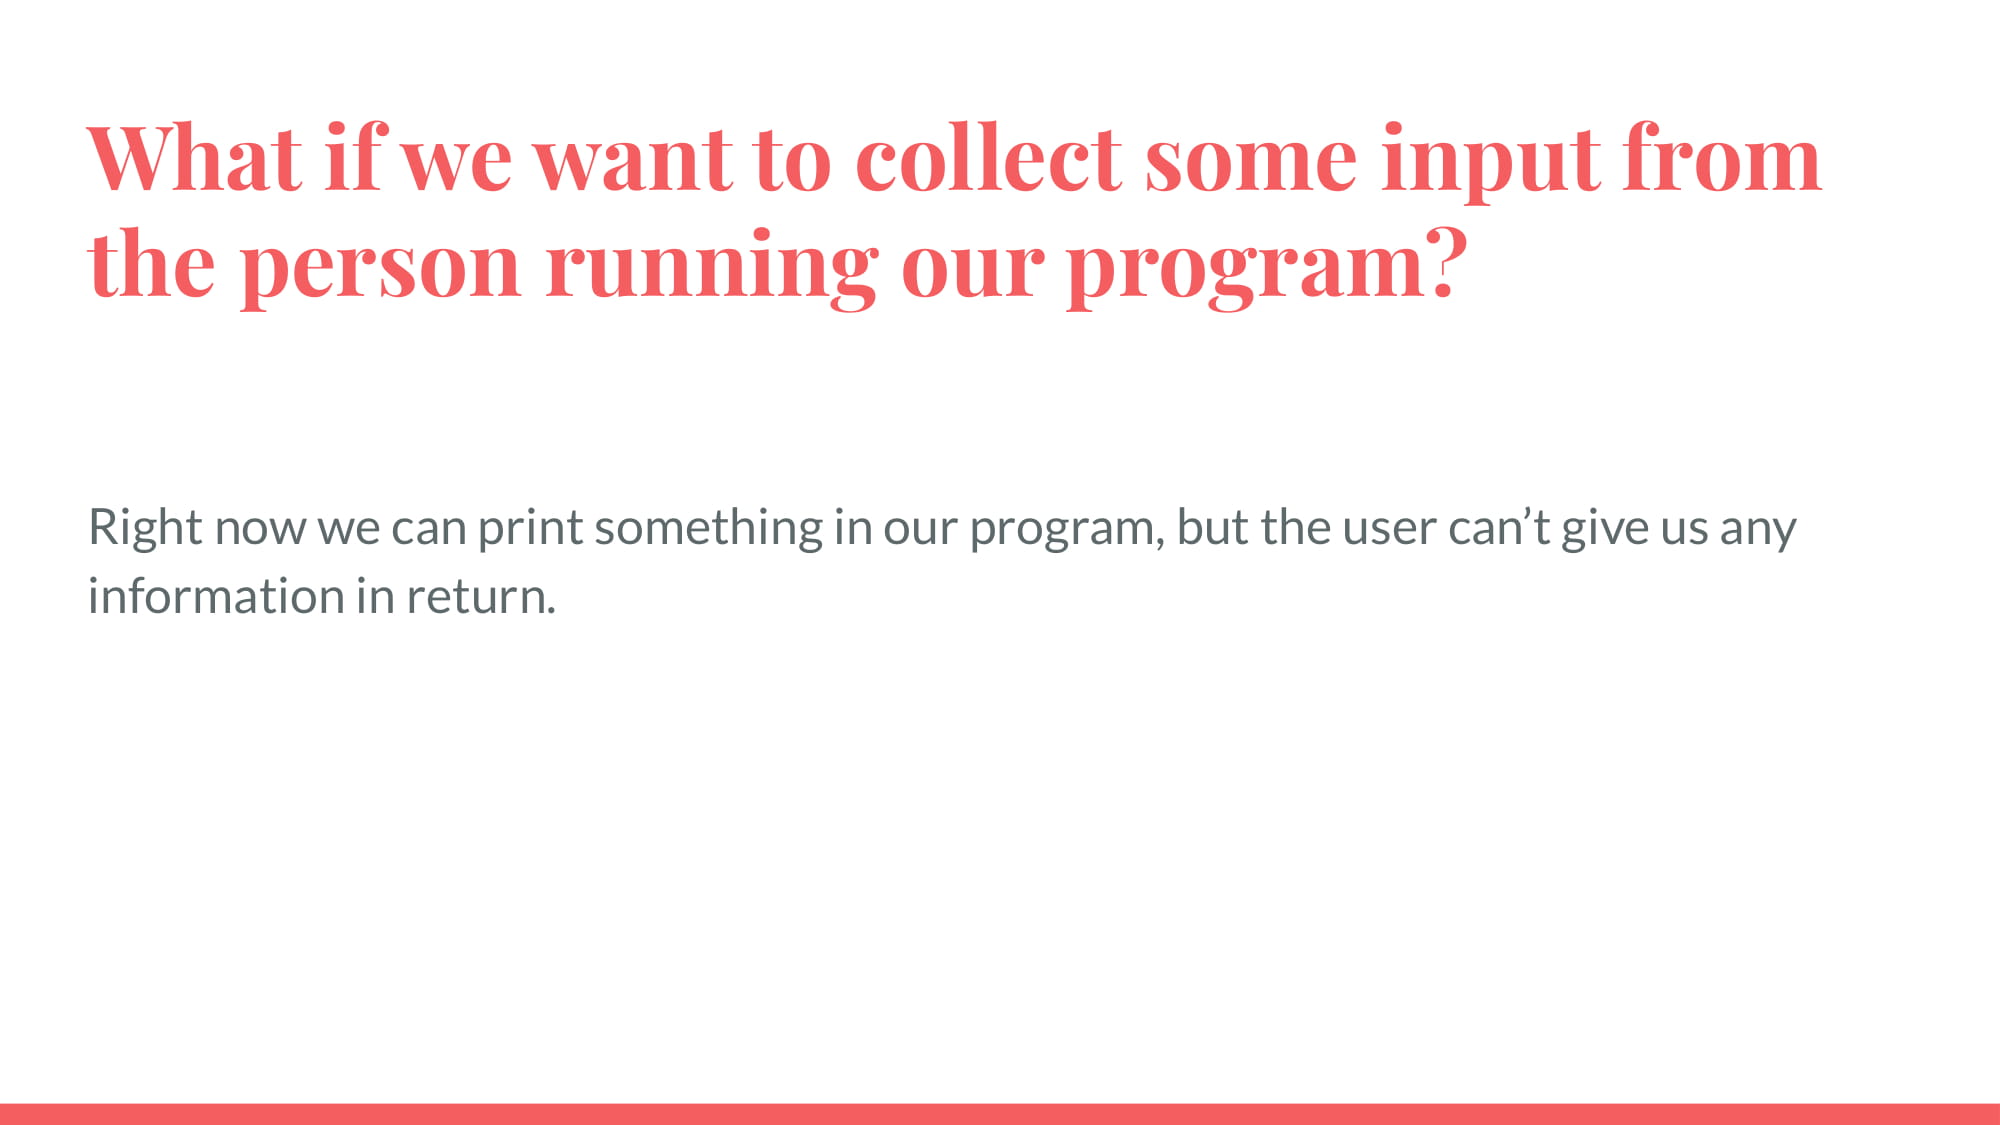 What if we want to collect some input from
the person running our program?
Right now we can print something in our program, but the user can’t give us any
information in return.